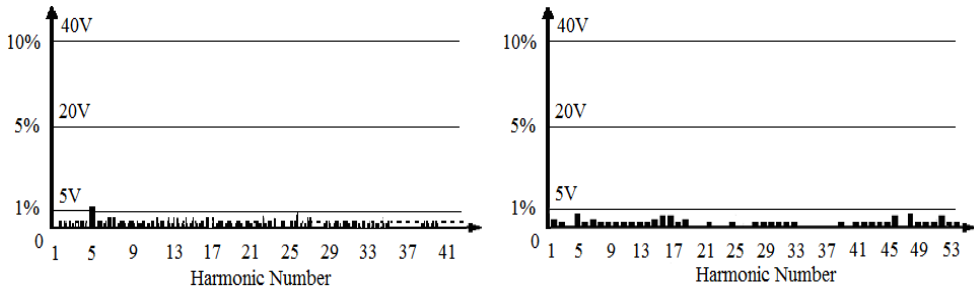 40V
10%
20V
5%
5V
1%
0
1 5 9 13 17 21 25 29 33 37 41
Harmonic Number
40V
10%
20V
5%
5V
1%
0
1 5 9 13 17 21 25 29 33 37 41 45 49 53
Harmonic Number